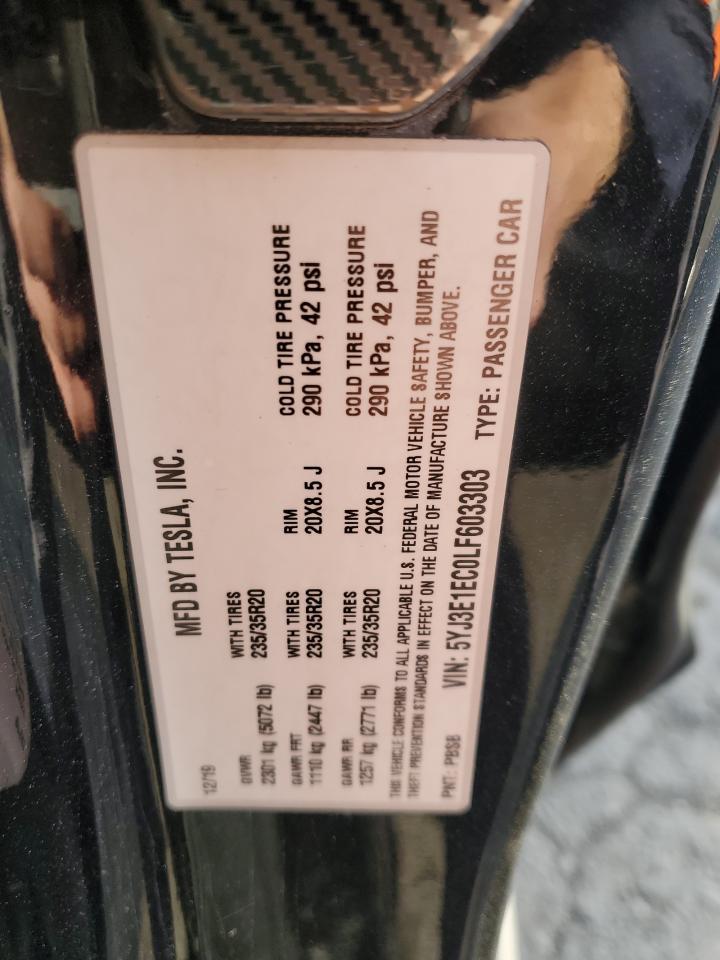 MFD BY TESLA, INC.
12/19
GVWR WITH TIRES
2301 kg (5072 lb) 235/35R20
GAWR FRT WITH TIRES RIM COLD TIRE PRESSURE
1110 kg (2447 lb) 235/35R20 20X8.5 J 290 kPa, 42 psi
GAWR RR WITH TIRES RIM COLD TIRE PRESSURE
1257 kg (2771 lb) 235/35R20 20X8.5 J 290 kPa, 42 psi
THIS VEHICLE CONFORMS TO ALL APPLICABLE U.S. FEDERAL MOTOR VEHICLE SAFETY, BUMPER, AND
THEFT PREVENTION STANDARDS IN EFFECT ON THE DATE OF MANUFACTURE SHOWN ABOVE.
PNT: PBSB VIN: 5YJ3E1EC0LF603303 TYPE: PASSENGER CAR